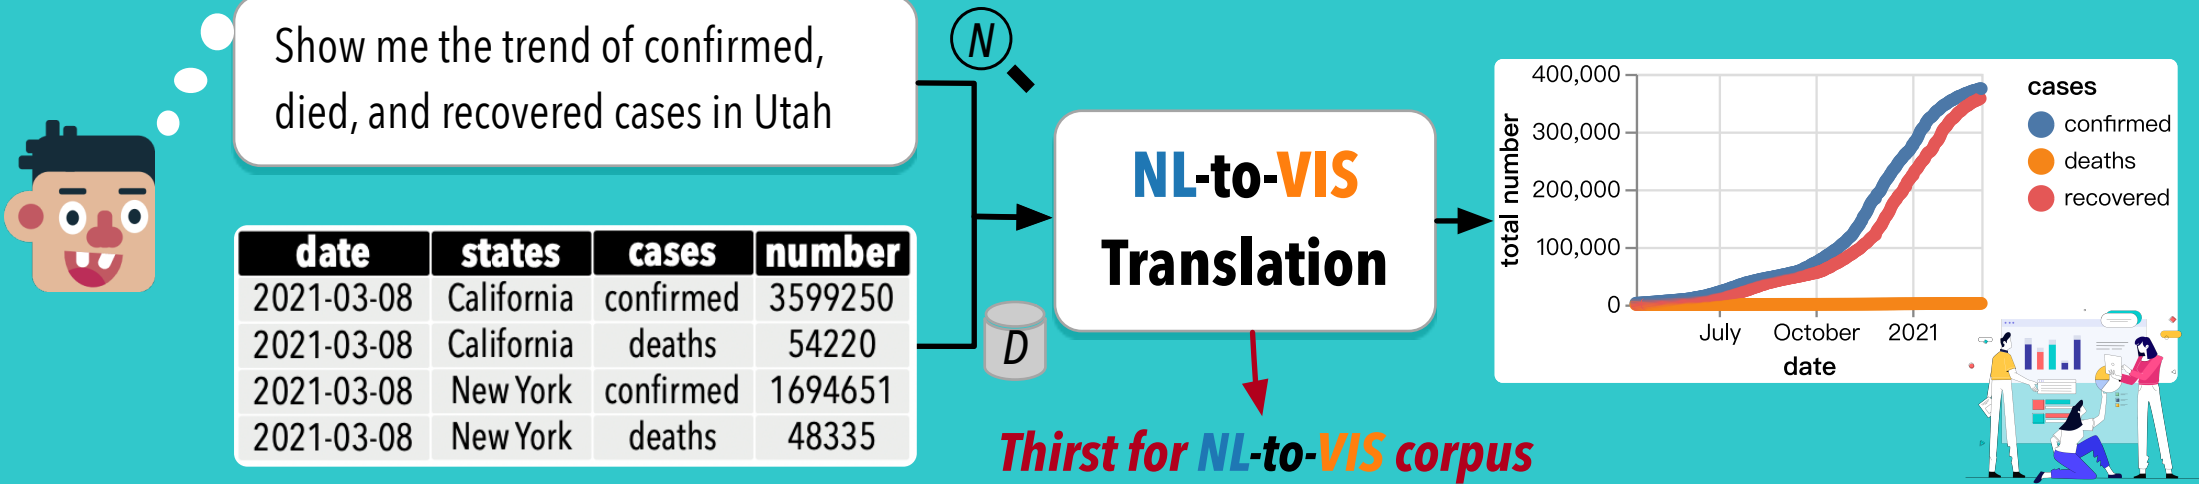 Show me the trend of confirmed,
died, and recovered cases in Utah
N
date states cases number
2021-03-08 California confirmed 3599250
2021-03-08 California deaths 54220
2021-03-08 New York confirmed 1694651
2021-03-08 New York deaths 48335
D
NL-to-VIS
Translation
Thirst for NL-to-VIS corpus
total number
400,000
300,000
200,000
100,000
0
July October 2021
date
cases
confirmed
deaths
recovered